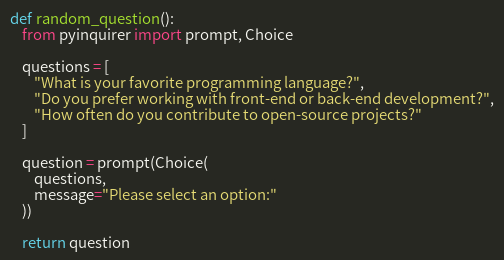 def random_question():
    from pyinquirer import prompt, Choice

    questions = [
        "What is your favorite programming language?",
        "Do you prefer working with front-end or back-end development?",
        "How often do you contribute to open-source projects?"
    ]

    question = prompt(Choice(
        questions,
        message="Please select an option:"
    ))

    return question